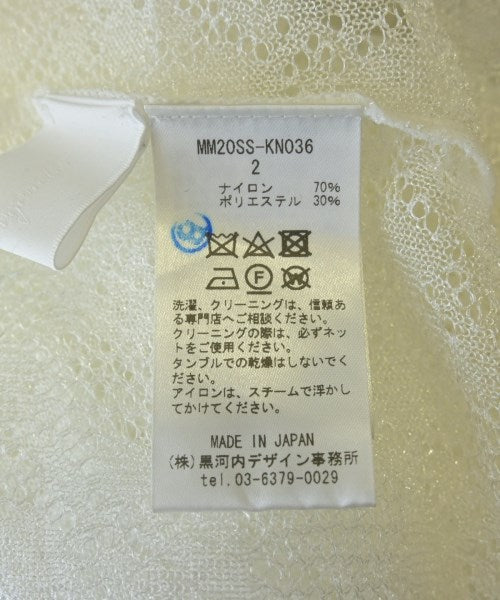 MM20SS-KN036
2
ナイロン 70%
ポリエステル 30%
洗濯、クリーニングは、信頼あ
る専門店へご相談ください。
クリーニングの際は、必ずネッ
トをご使用ください。
タンブルでの乾燥はしないでく
ださい。
アイロンは、スチームで浮かし
てかけてください。
MADE IN JAPAN
(株)黒河内デザイン事務所
tel.03-6379-0029